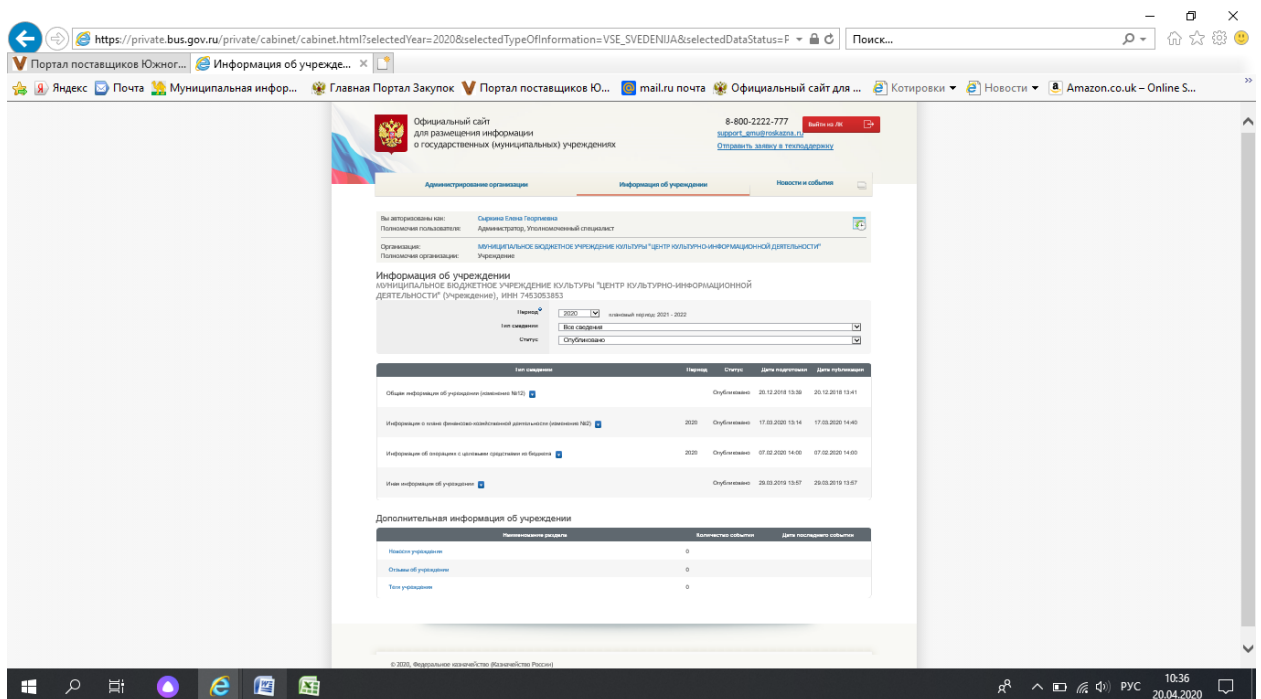 https://private.bus.gov.ru/private/cabinet/cabinet.html?selectedYear=2020&selectedTypeOfInformation=VSE_SVEDENIJA&selectedDataStatus=F
Поиск...
Портал поставщиков Южног...
Информация об учрежде...
Яндекс Почта Муниципальная инфор... Главная Портал Закупок Портал поставщиков Ю... mail.ru почта Официальный сайт для ... Котировки Новости Amazon.co.uk – Online S...
Официальный сайт
для размещения информации
о государственных (муниципальных) учреждениях
8-800-2222-777
support_gmu@roskazna.ru
Отправить заявку в техподдержку
Выйти из ЛК
Администрирование организации Информация об учреждении Новости и события
Вы авторизованы как: Сыркина Елена Георгиевна
Полномочия пользователя: Администратор, Уполномоченный специалист
Организация: МУНИЦИПАЛЬНОЕ БЮДЖЕТНОЕ УЧРЕЖДЕНИЕ КУЛЬТУРЫ "ЦЕНТР КУЛЬТУРНО-ИНФОРМАЦИОННОЙ ДЕЯТЕЛЬНОСТИ"
Полномочия организации: Учреждение
Информация об учреждении
МУНИЦИПАЛЬНОЕ БЮДЖЕТНОЕ УЧРЕЖДЕНИЕ КУЛЬТУРЫ "ЦЕНТР КУЛЬТУРНО-ИНФОРМАЦИОННОЙ
ДЕЯТЕЛЬНОСТИ" (Учреждение), ИНН 7453053853
Период 2020 плановый период: 2021 - 2022
Тип сведений Все сведения
Статус Опубликовано
Тип сведений Период Статус Дата подготовки Дата публикации
Общая информация об учреждении (изменение №12) Опубликовано 20.12.2018 13:39 20.12.2018 13:41
Информация о плане финансово-хозяйственной деятельности (изменение №2) 2020 Опубликовано 17.03.2020 13:14 17.03.2020 14:40
Информация об операциях с целевыми средствами из бюджета 2020 Опубликовано 07.02.2020 14:00 07.02.2020 14:03
Иная информация об учреждении Опубликовано 29.03.2019 13:57 29.03.2019 13:57
Дополнительная информация об учреждении
Наименование раздела Количество событий Дата последнего события
Новости учреждения 0
Отзывы об учреждении 0
Теги учреждения 0
© 2020, Федеральное казначейство (Казначейство России)
РУС
10:36
20.04.2020